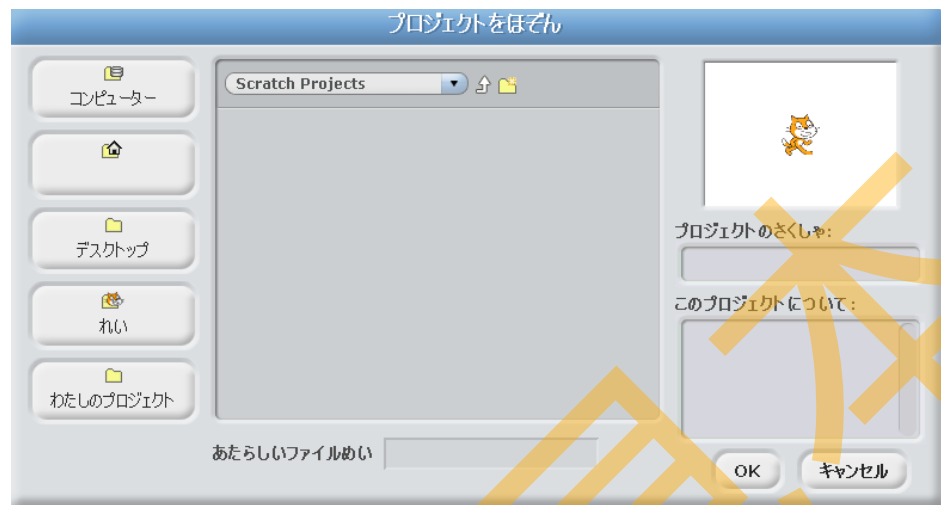 プロジェクトをほぞん
コンピューター
デスクトップ
れい
わたしのプロジェクト
Scratch Projects
あたらしいファイルめい
プロジェクトのさくしゃ:
このプロジェクトについて:
OK
キャンセル